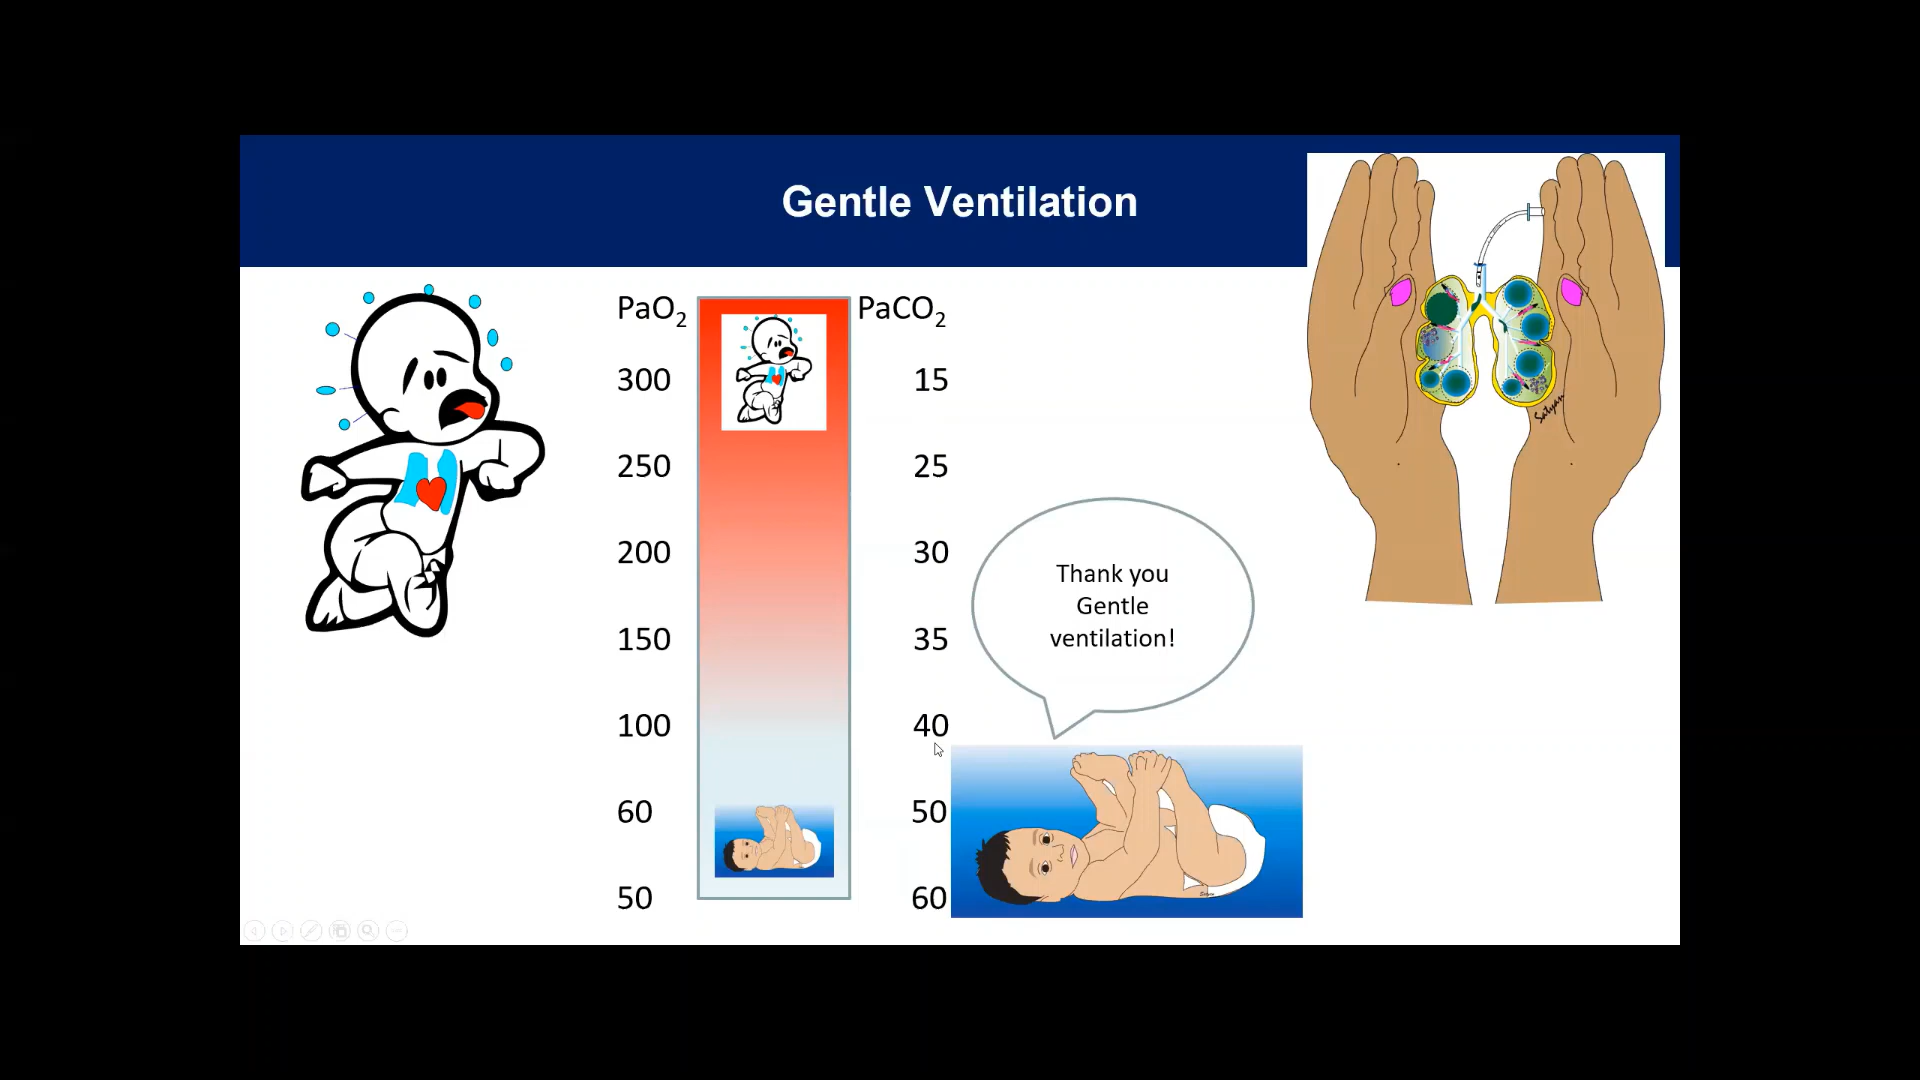 Gentle Ventilation
PaO2 PaCO2
300 15
250 25
200 30
150 35
100 40
60 50
50 60
Thank you
Gentle
ventilation!
Satyan